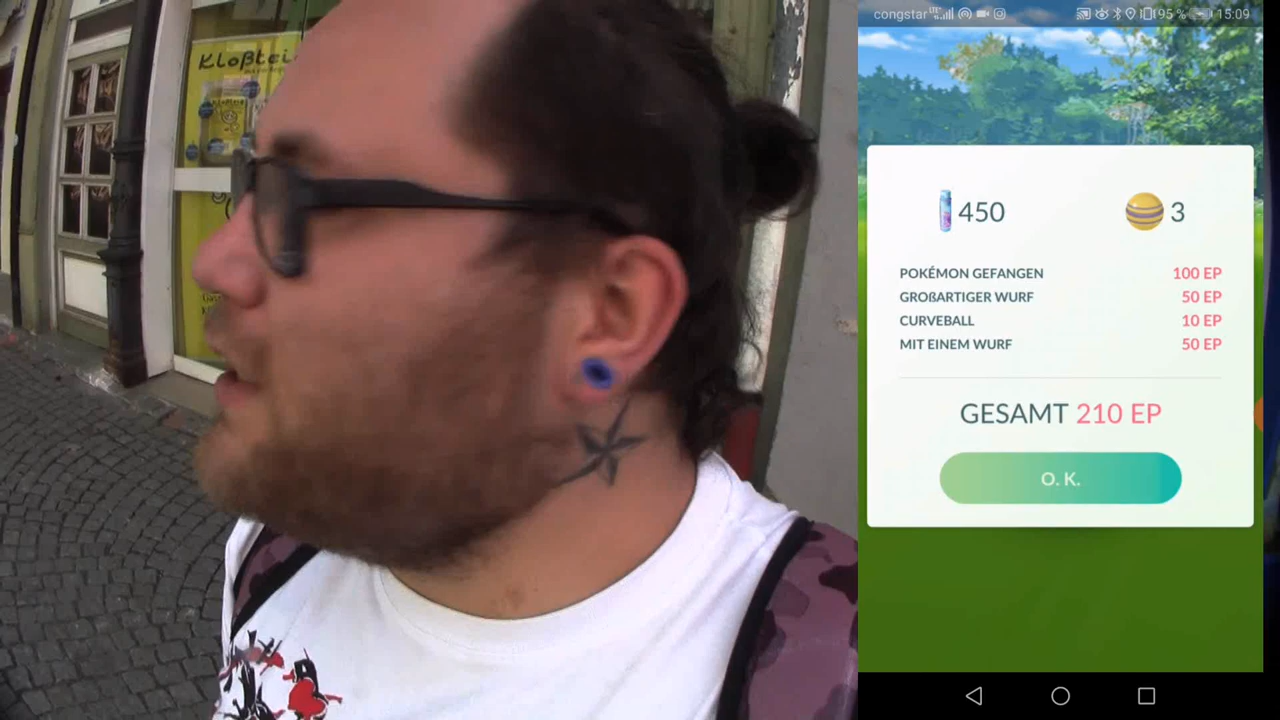 Kloßtei
congstar
95 %
15:09
450
3
POKÉMON GEFANGEN 100 EP
GROßARTIGER WURF 50 EP
CURVEBALL 10 EP
MIT EINEM WURF 50 EP
GESAMT 210 EP
O. K.